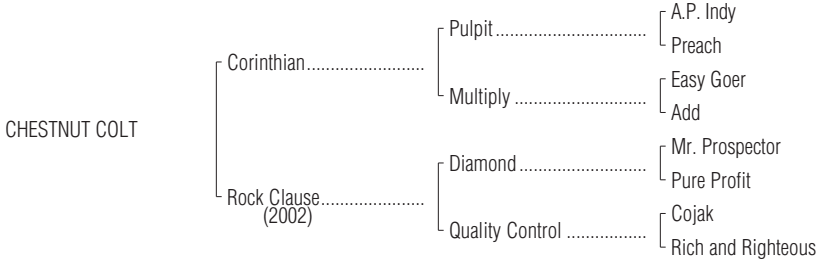 A.P. Indy
Pulpit................................
Preach
Corinthian.........................
Easy Goer
Multiply ............................
Add
CHESTNUT COLT
Mr. Prospector
Diamond...........................
Pure Profit
Rock Clause......................
(2002)
Cojak
Quality Control .................
Rich and Righteous